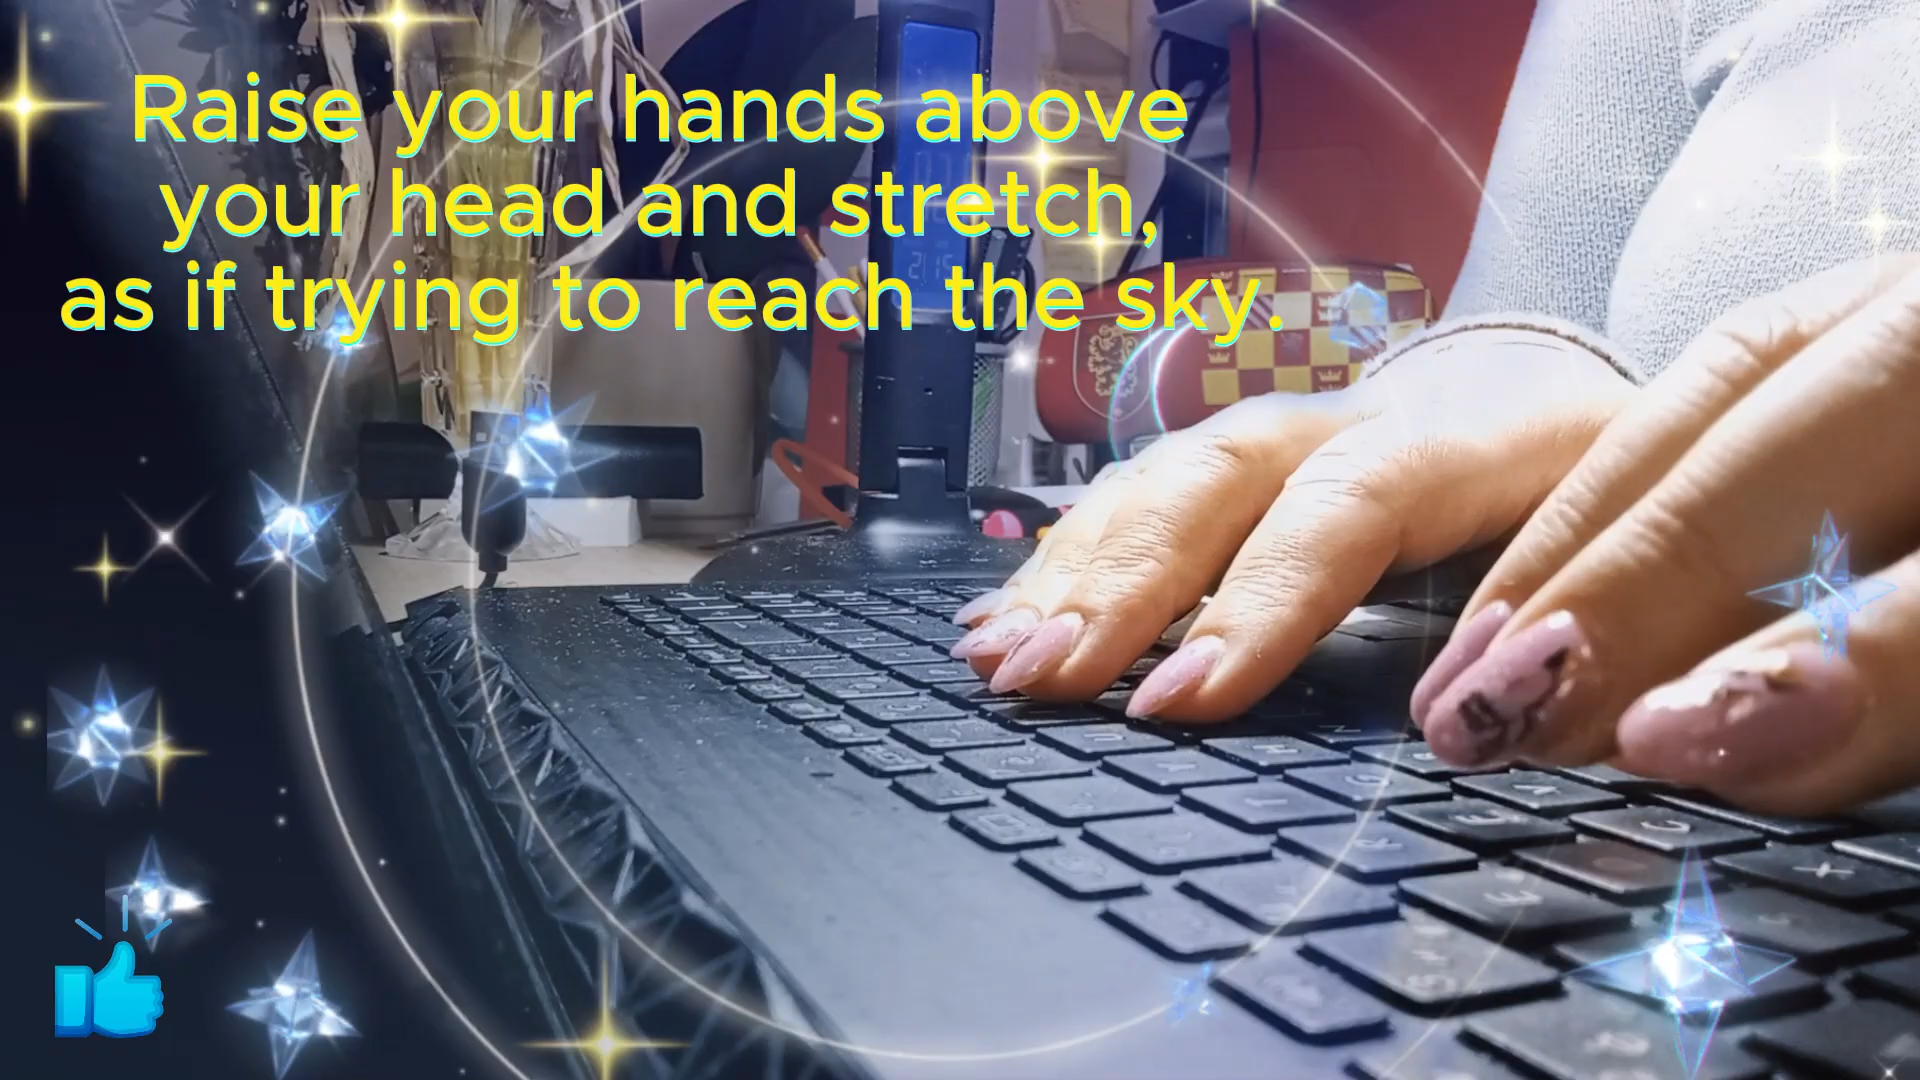 Raise your hands above
your head and stretch,
as if trying to reach the sky.